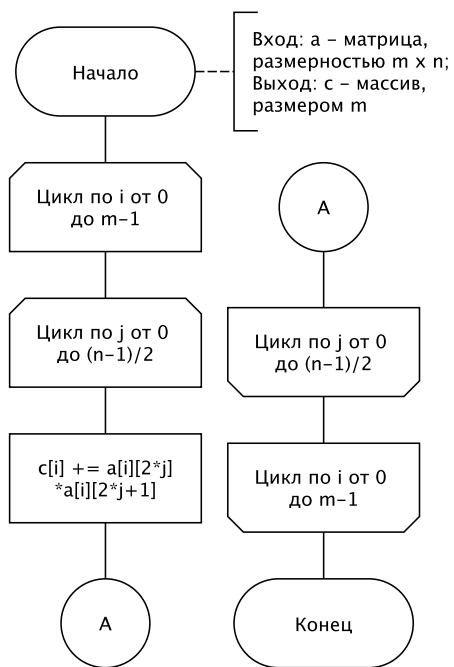 Начало
Вход: a – матрица,
размерностью m x n;
Выход: c – массив,
размером m
Цикл по i от 0
до m–1
Цикл по j от 0
до (n–1)/2
c[i] += a[i][2*j]
*a[i][2*j+1]
A
A
Цикл по j от 0
до (n–1)/2
Цикл по i от 0
до m–1
Конец